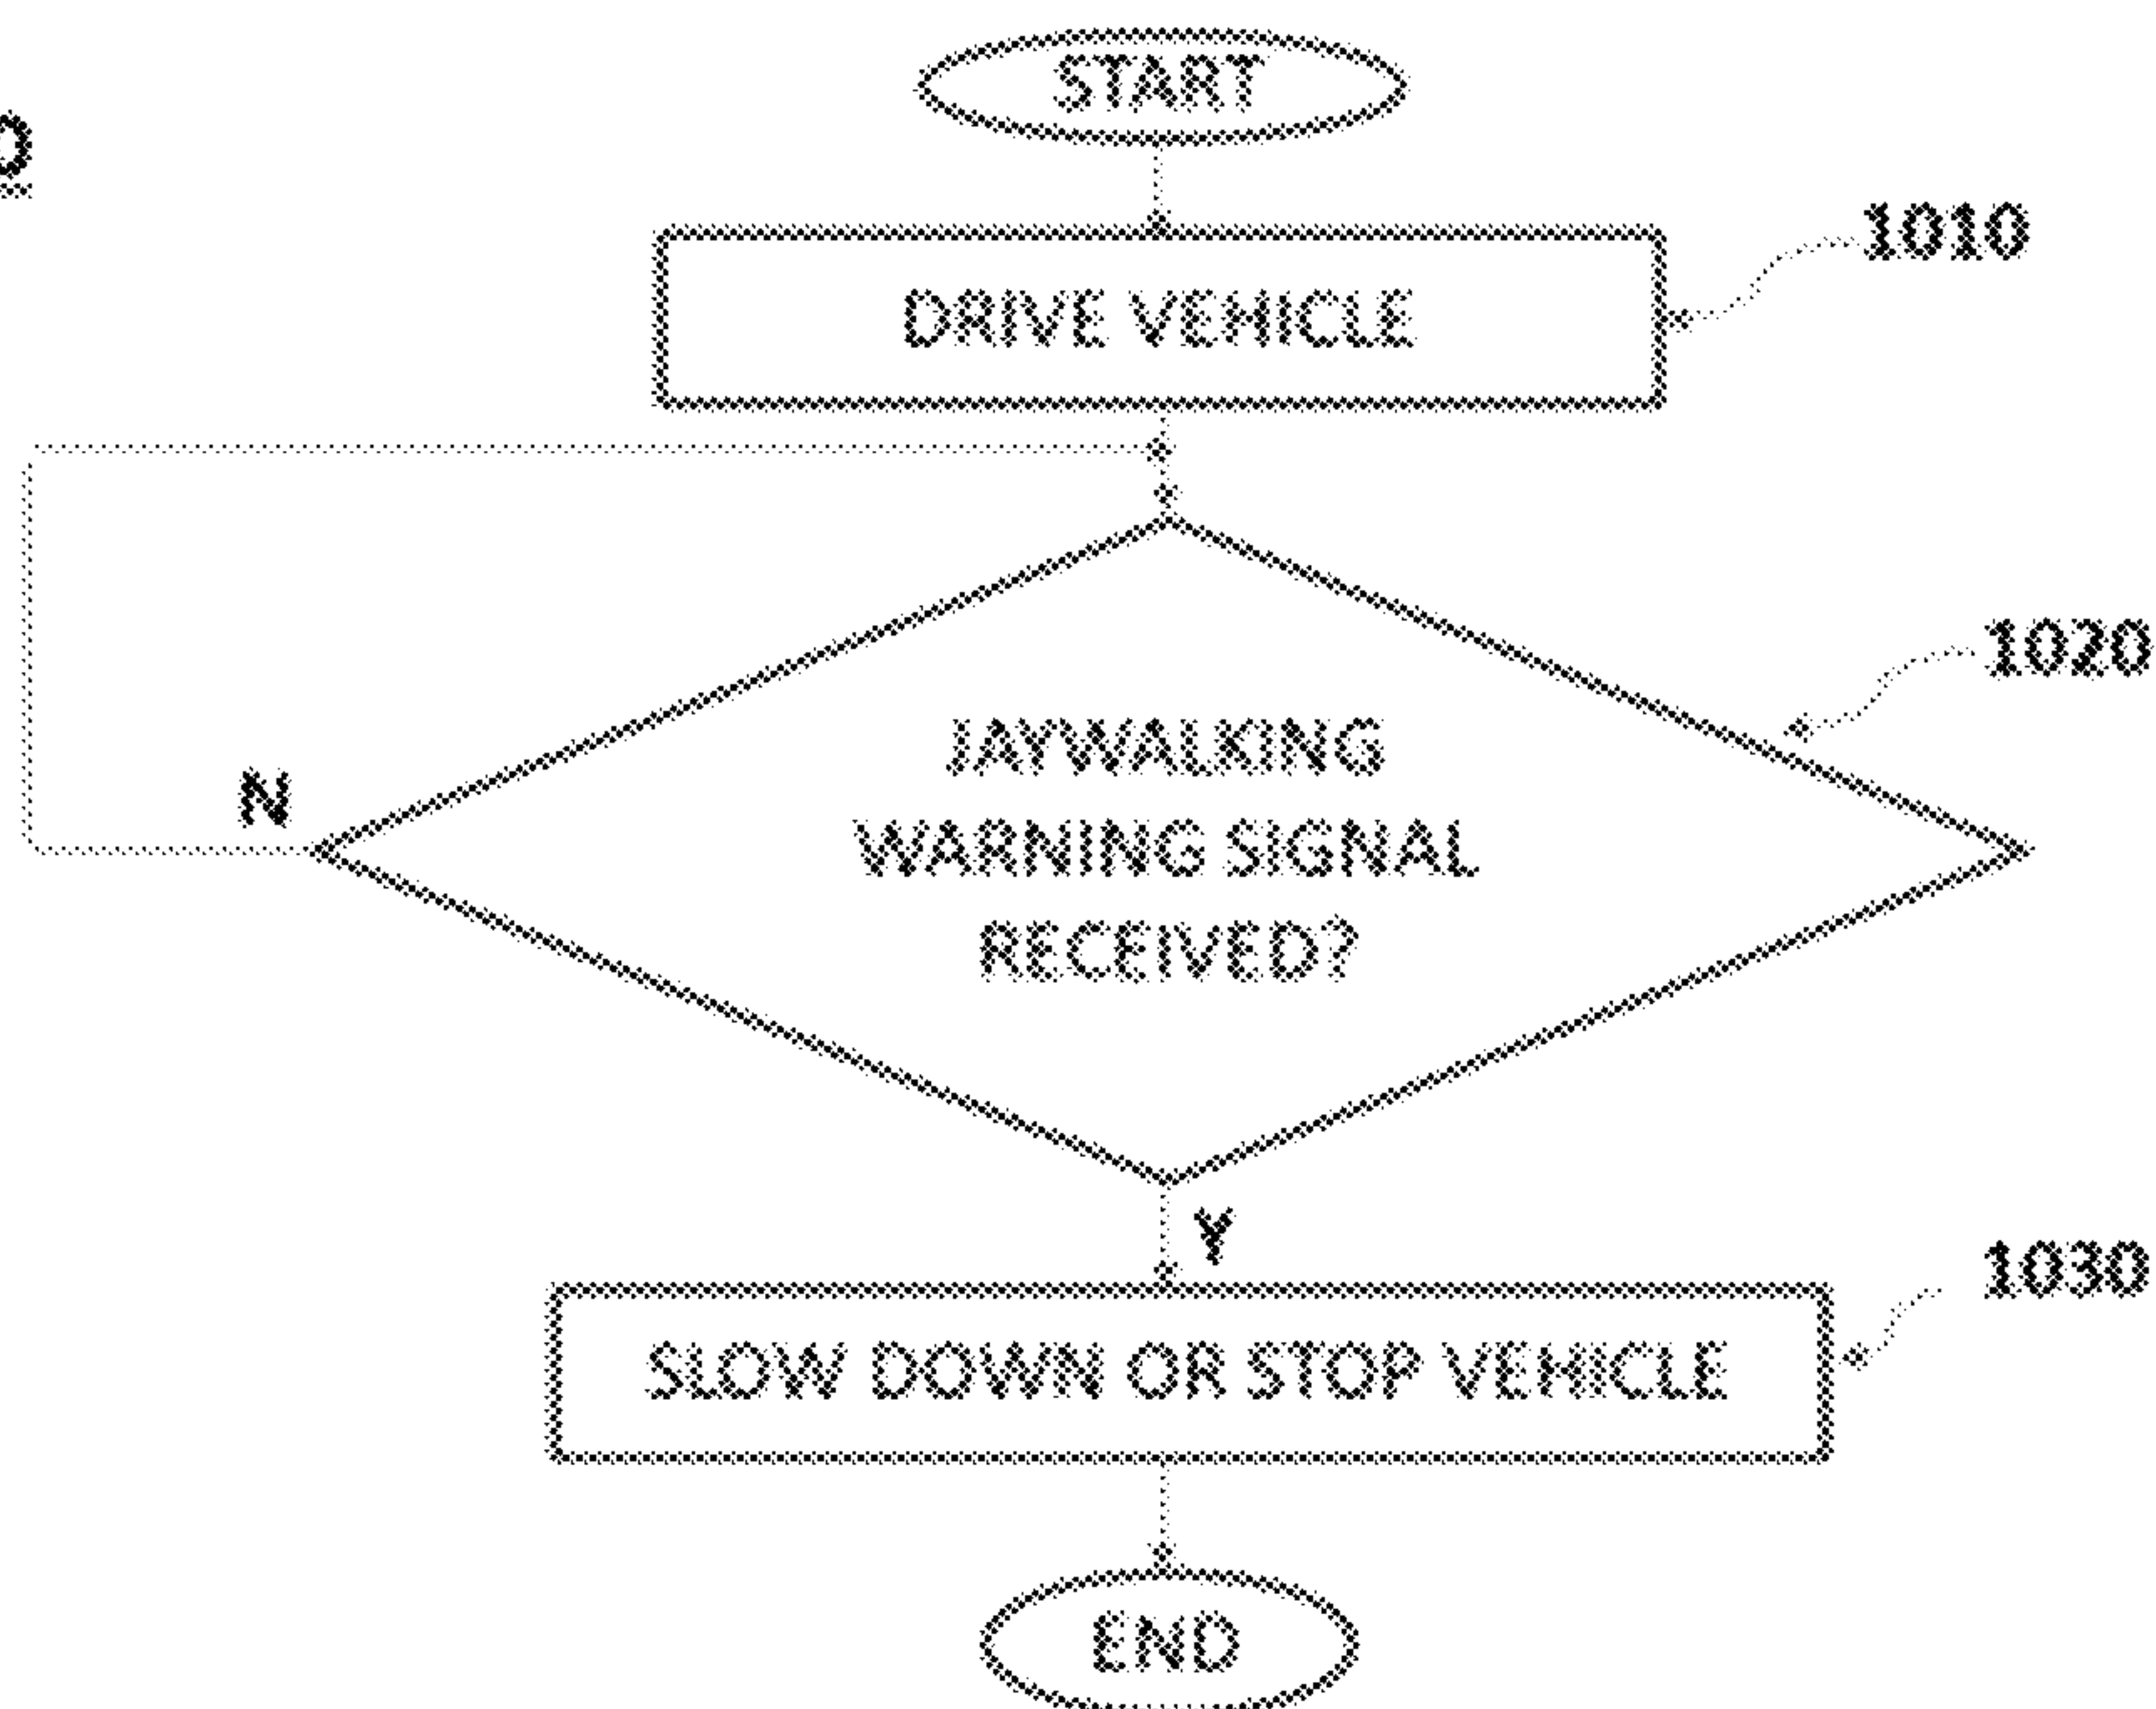 START
1010
DRIVE VEHICLE
1020
JAYWALKING
WARNING SIGNAL
RECEIVED?
N
Y
1030
SLOW DOWN OR STOP VEHICLE
END